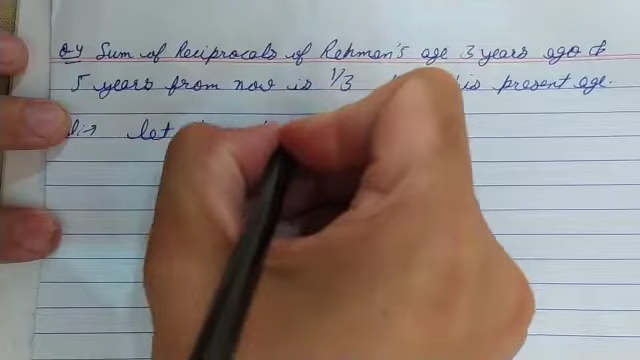 Q4 Sum of Reciprocals of Rehman's age 3 years ago &
5 years from now is 1/3 his present age.
let